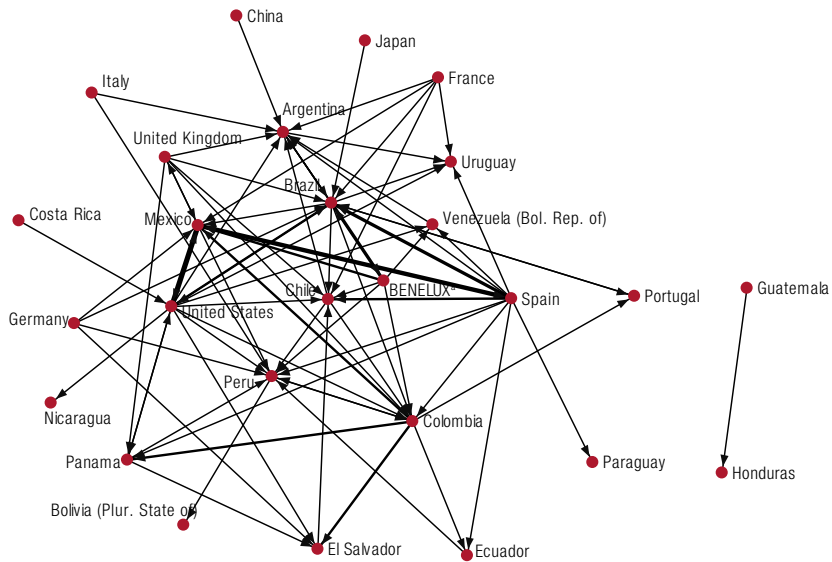 China
Japan
Italy
France
Argentina
United Kingdom
Uruguay
Brazil
Costa Rica
Mexico
Venezuela (Bol. Rep. of)
Chile
BENELUXª
Guatemala
Spain
Portugal
United States
Germany
Peru
Nicaragua
Colombia
Panama
Paraguay
Honduras
Bolivia (Plur. State of)
El Salvador
Ecuador